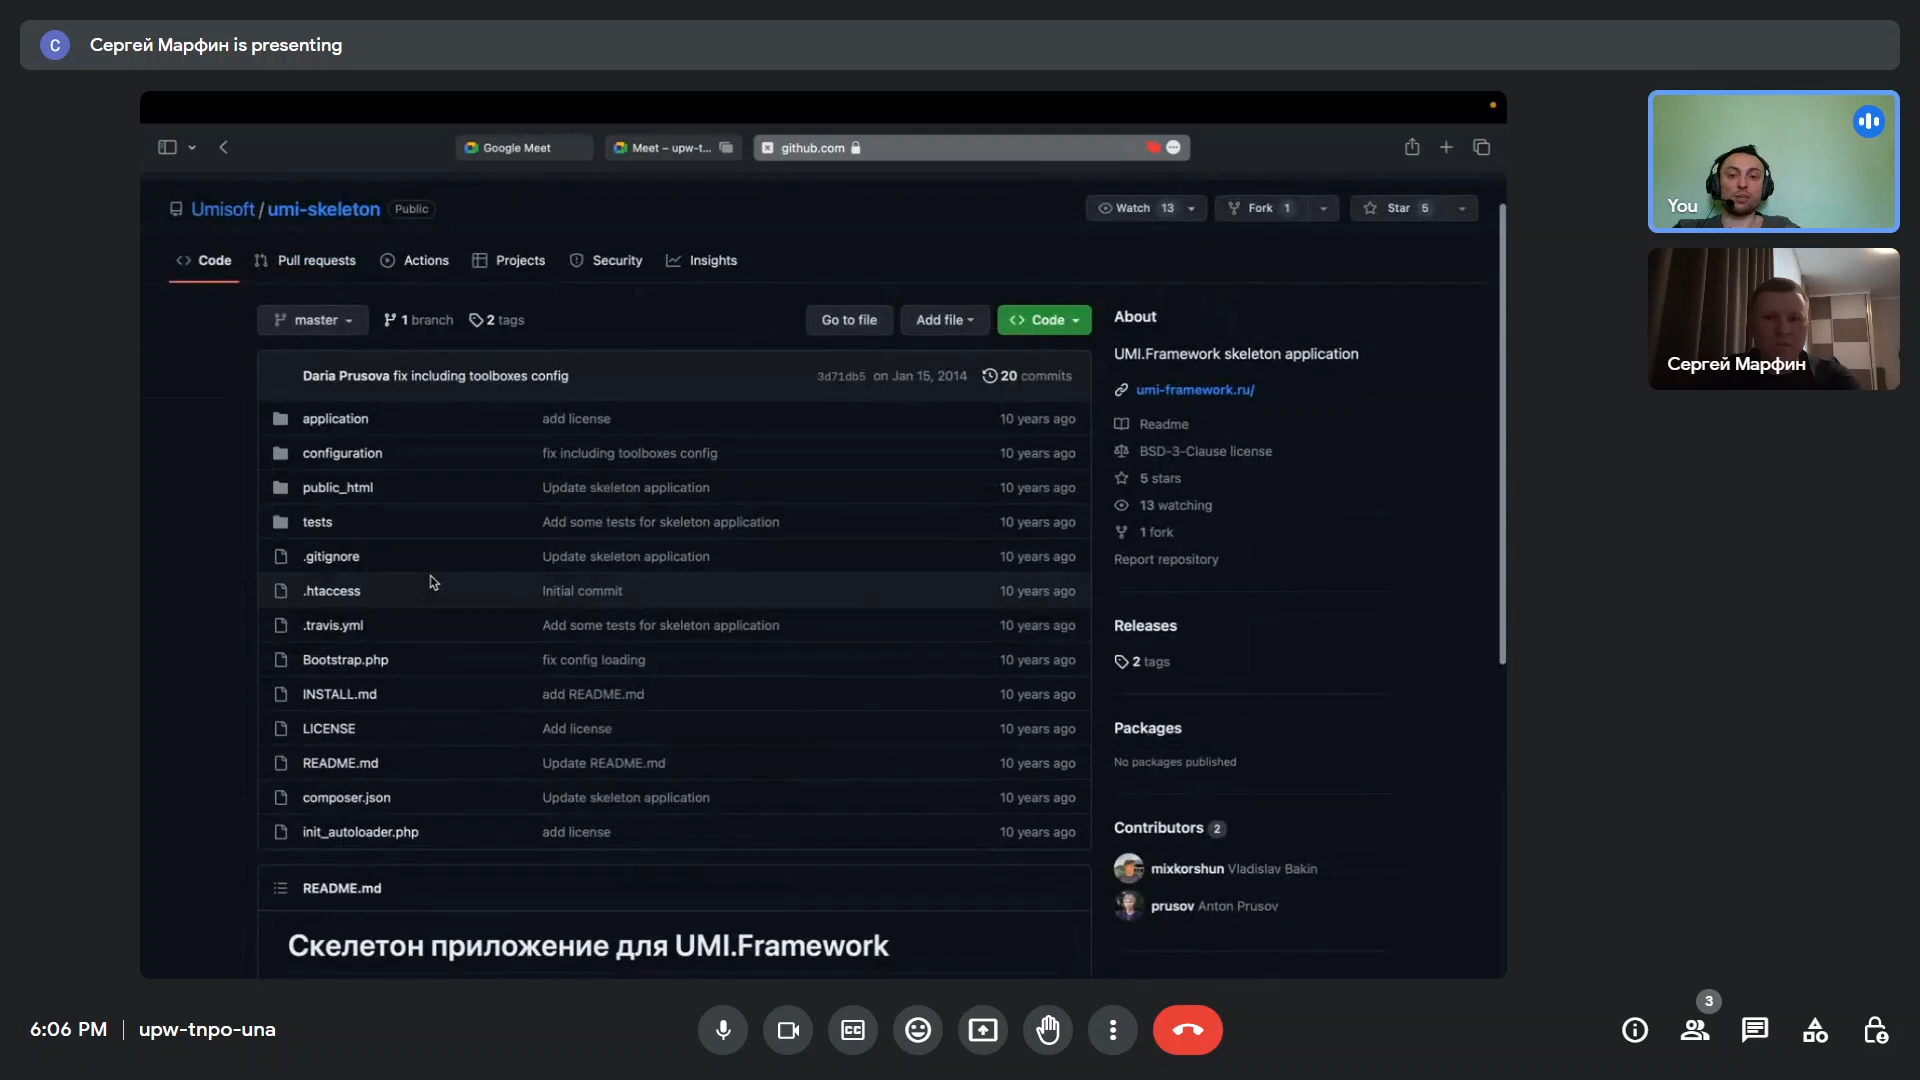 C Сергей Марфин is presenting
Google Meet
Meet – upw-t...
github.com
Umisoft / umi-skeleton Public
Watch 13
Fork 1
Star 5
Code
Pull requests
Actions
Projects
Security
Insights
master
1 branch
2 tags
Go to file
Add file
Code
Daria Prusova fix including toolboxes config 3d71db5 on Jan 15, 2014 20 commits
application add license 10 years ago
configuration fix including toolboxes config 10 years ago
public_html Update skeleton application 10 years ago
tests Add some tests for skeleton application 10 years ago
.gitignore Update skeleton application 10 years ago
.htaccess Initial commit 10 years ago
.travis.yml Add some tests for skeleton application 10 years ago
Bootstrap.php fix config loading 10 years ago
INSTALL.md add README.md 10 years ago
LICENSE Add license 10 years ago
README.md Update README.md 10 years ago
composer.json Update skeleton application 10 years ago
init_autoloader.php add license 10 years ago
README.md
Скелетон приложение для UMI.Framework
About
UMI.Framework skeleton application
umi-framework.ru/
Readme
BSD-3-Clause license
5 stars
13 watching
1 fork
Report repository
Releases
2 tags
Packages
No packages published
Contributors 2
mixkorshun Vladislav Bakin
prusov Anton Prusov
You
Сергей Марфин
6:06 PM | upw-tnpo-una
CC
3